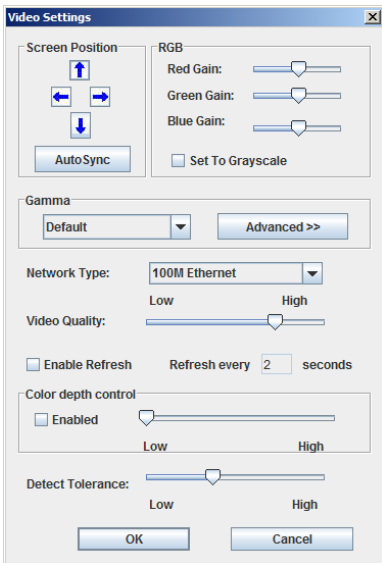 Video Settings
Screen Position
RGB
Red Gain:
Green Gain:
Blue Gain:
AutoSync
Set To Grayscale
Gamma
Default
Advanced >>
Network Type:
100M Ethernet
Low High
Video Quality:
Enable Refresh Refresh every 2 seconds
Color depth control
Enabled
Low High
Detect Tolerance:
Low High
OK Cancel